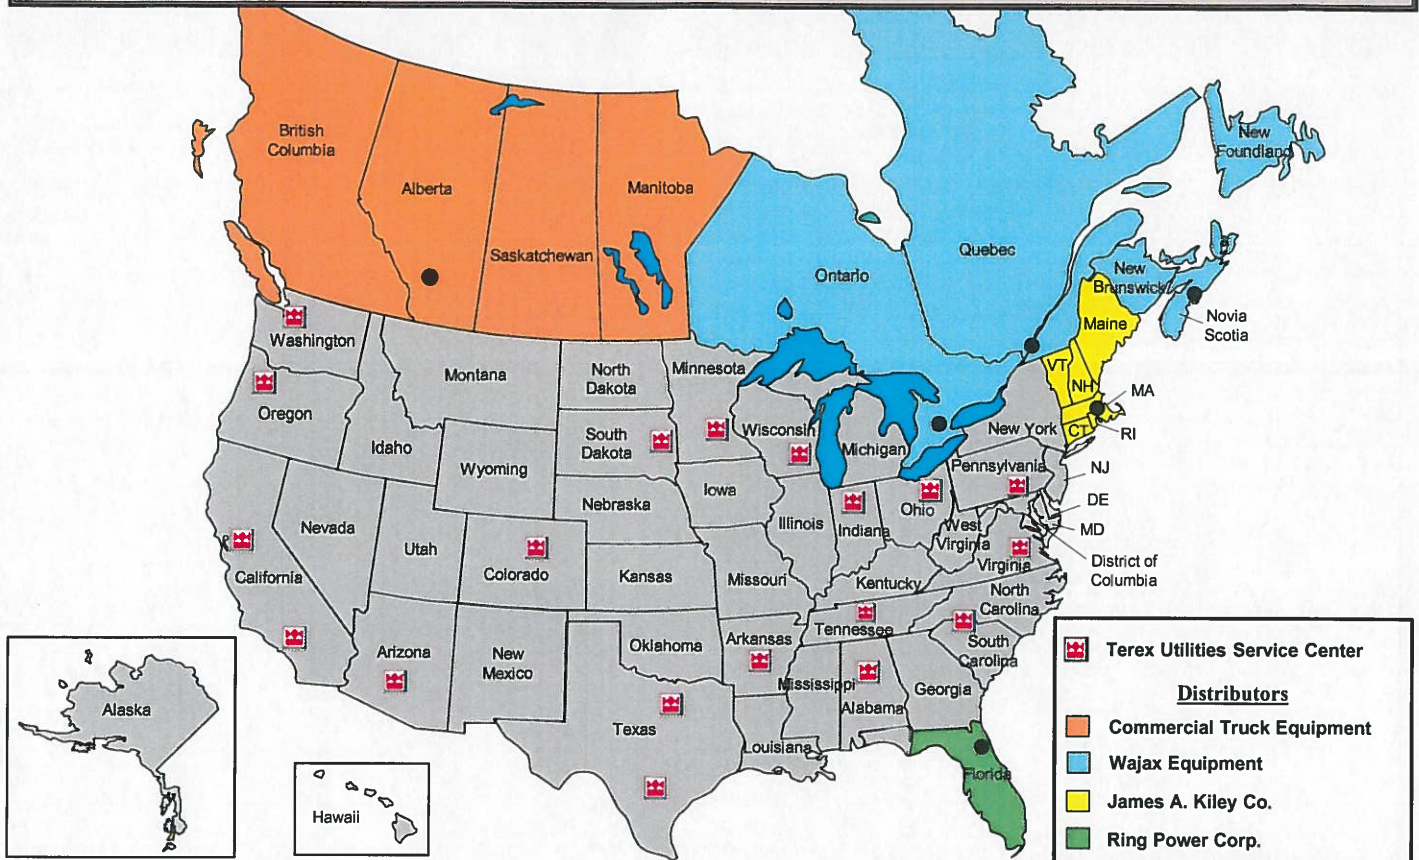 British
Columbia
Alberta
Saskatchewan
Manitoba
Ontario
Quebec
New
Foundland
New
Brunswick
Novia
Scotia
Washington
Oregon
Montana
Idaho
Wyoming
North
Dakota
South
Dakota
Minnesota
Wisconsin
Michigan
New York
Maine
VT
NH
MA
CT
RI
Pennsylvania
NJ
DE
MD
District of
Columbia
Nebraska
Iowa
Illinois
Indiana
Ohio
West
Virginia
Virginia
Nevada
Utah
Colorado
California
Kansas
Missouri
Kentucky
North
Carolina
Tennessee
South
Carolina
Arizona
New
Mexico
Oklahoma
Arkansas
Mississippi
Alabama
Georgia
Texas
Louisiana
Florida
Alaska
Hawaii
Terex Utilities Service Center
Distributors
Commercial Truck Equipment
Wajax Equipment
James A. Kiley Co.
Ring Power Corp.